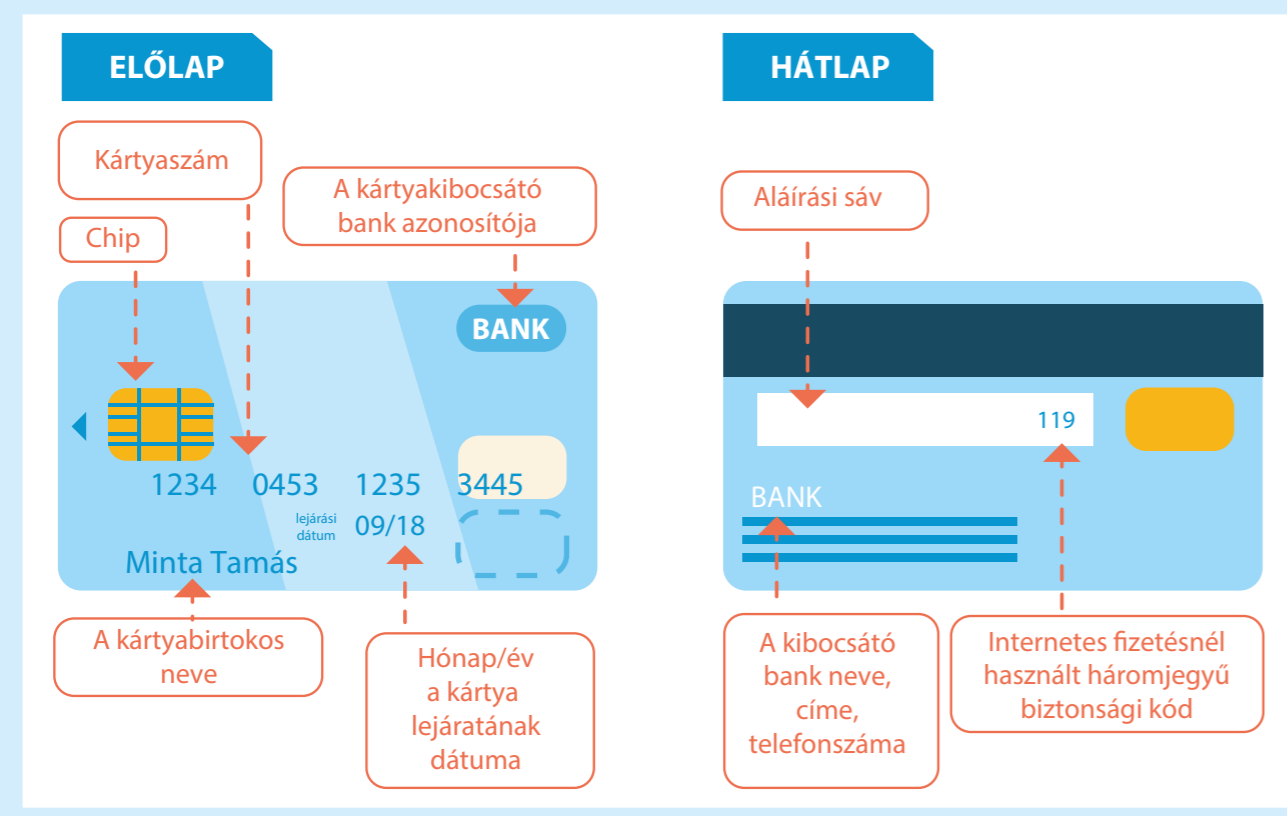 ELŐLAP
Kártyaszám
A kártyakibocsátó
bank azonosítója
Chip
BANK
1234 0453 1235 3445
lejárási
dátum
09/18
Minta Tamás
A kártyabirtokos
neve
Hónap/év
a kártya
lejáratának
dátuma
HÁTLAP
Aláírási sáv
119
BANK
A kibocsátó
bank neve,
címe,
telefonszáma
Internetes fizetésnél
használt háromjegyű
biztonsági kód